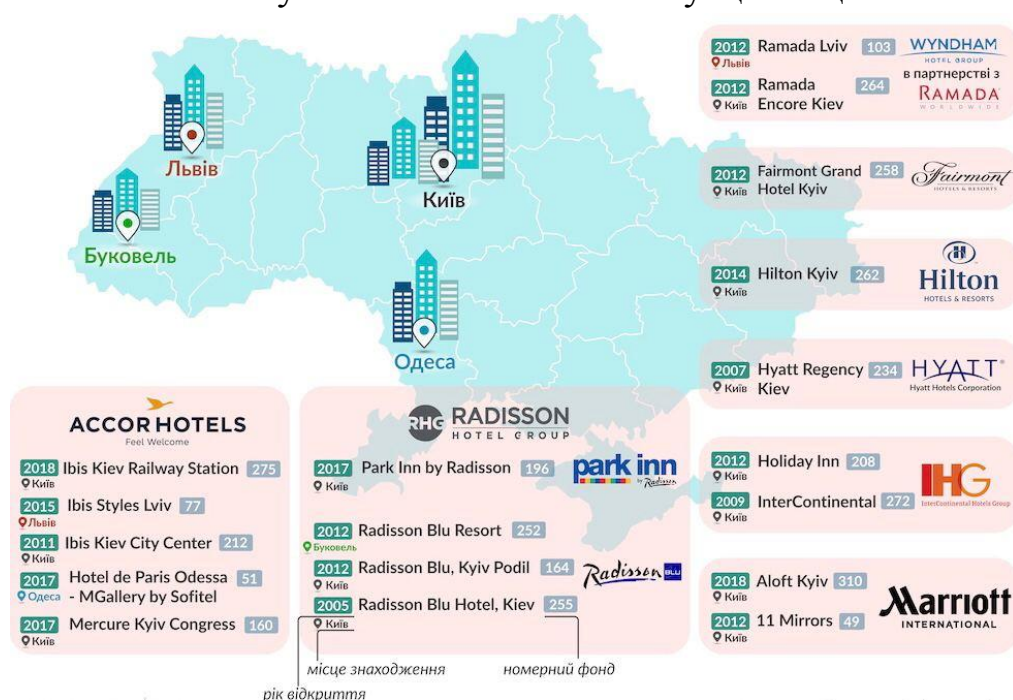 2012 Ramada Lviv 103
Львів
2012 Ramada Encore Kiev 264
Київ
WYNDHAM
HOTEL GROUP
в партнерстві з
RAMADA
WORLDWIDE
2012 Fairmont Grand Hotel Kyiv 258
Київ
Fairmont
HOTELS & RESORTS
2014 Hilton Kyiv 262
Київ
Hilton
HOTELS & RESORTS
2007 Hyatt Regency Kiev 234
Київ
HYATT
Hyatt Hotels Corporation
2012 Holiday Inn 208
Київ
2009 InterContinental 272
Київ
IHG
InterContinental Hotels Group
2018 Aloft Kyiv 310
Київ
2012 11 Mirrors 49
Київ
Marriott
INTERNATIONAL
Львів
Київ
Буковель
Одеса
ACCOR HOTELS
Feel Welcome
2018 Ibis Kiev Railway Station 275
Київ
2015 Ibis Styles Lviv 77
Львів
2011 Ibis Kiev City Center 212
Київ
2017 Hotel de Paris Odessa 51
Одеса - MGallery by Sofitel
2017 Mercure Kyiv Congress 160
Київ
RHG RADISSON
HOTEL GROUP
2017 Park Inn by Radisson 196
Київ
park inn
by Radisson
2012 Radisson Blu Resort 252
Буковель
2012 Radisson Blu, Kyiv Podil 164
Київ
Radisson BLU
2005 Radisson Blu Hotel, Kiev 255
Київ
місце знаходження
номерний фонд
рік відкриття